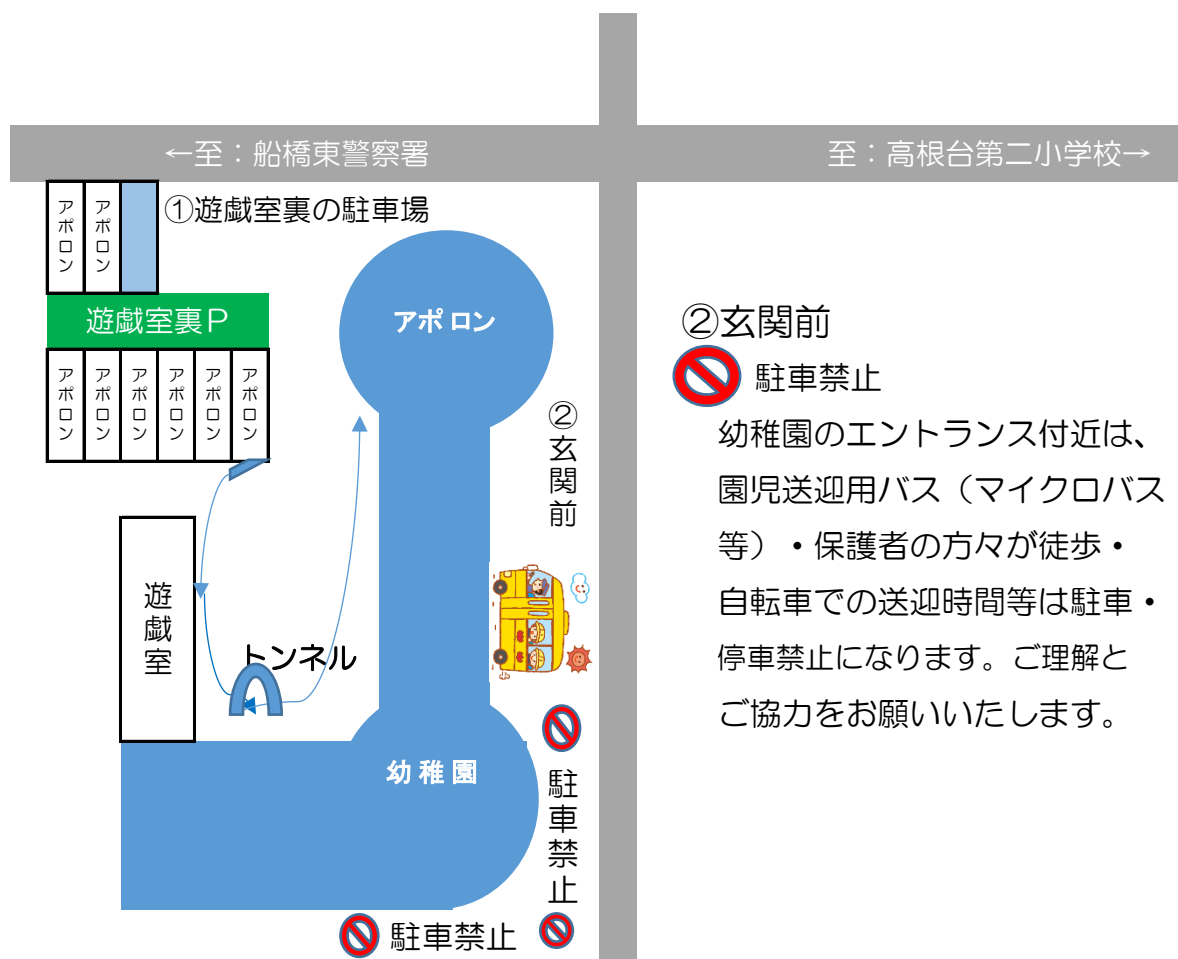 ←至：船橋東警察署
至：高根台第二小学校→
①遊戯室裏の駐車場
アポロン
アポロン
遊戯室裏Ｐ
アポロン
アポロン
アポロン
アポロン
アポロン
アポロン
アポロン
②玄関前
遊戯室
トンネル
幼稚園
駐車禁止
駐車禁止
②玄関前
駐車禁止
幼稚園のエントランス付近は、
園児送迎用バス（マイクロバス
等）・保護者の方々が徒歩・
自転車での送迎時間等は駐車・
停車禁止になります。ご理解と
ご協力をお願いいたします。